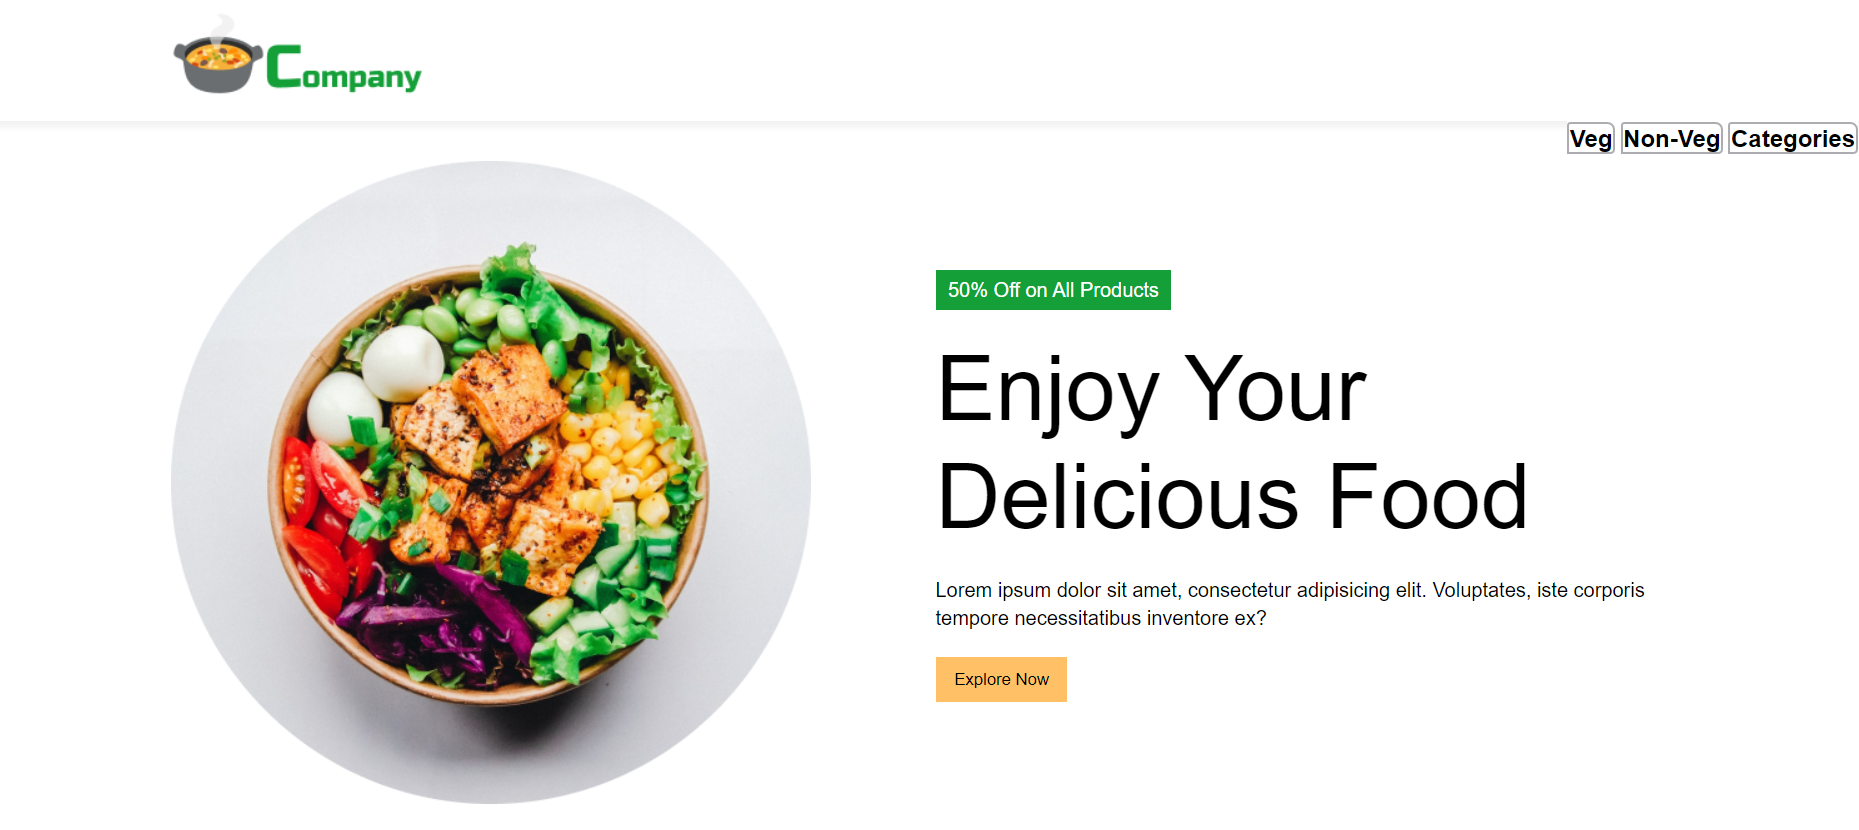 Company
Veg Non-Veg Categories
50% Off on All Products
Enjoy Your
Delicious Food
Lorem ipsum dolor sit amet, consectetur adipisicing elit. Voluptates, iste corporis
tempore necessitatibus inventore ex?
Explore Now